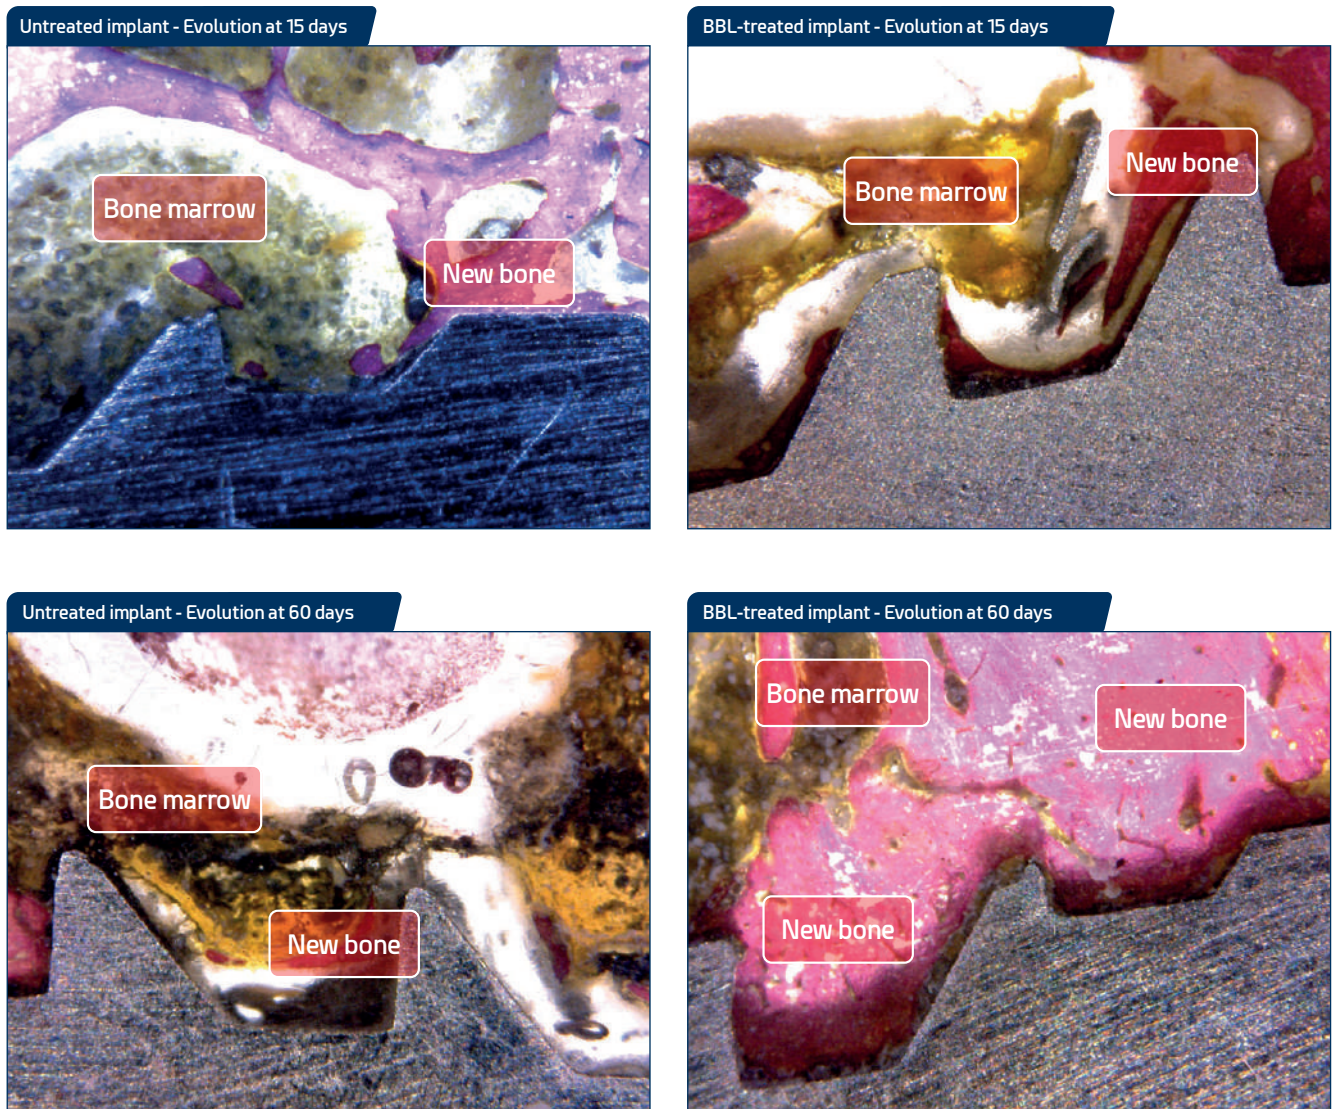 Untreated implant - Evolution at 15 days
BBL-treated implant - Evolution at 15 days
Bone marrow
New bone
Bone marrow
New bone
Untreated implant - Evolution at 60 days
BBL-treated implant - Evolution at 60 days
Bone marrow
New bone
Bone marrow
New bone
New bone